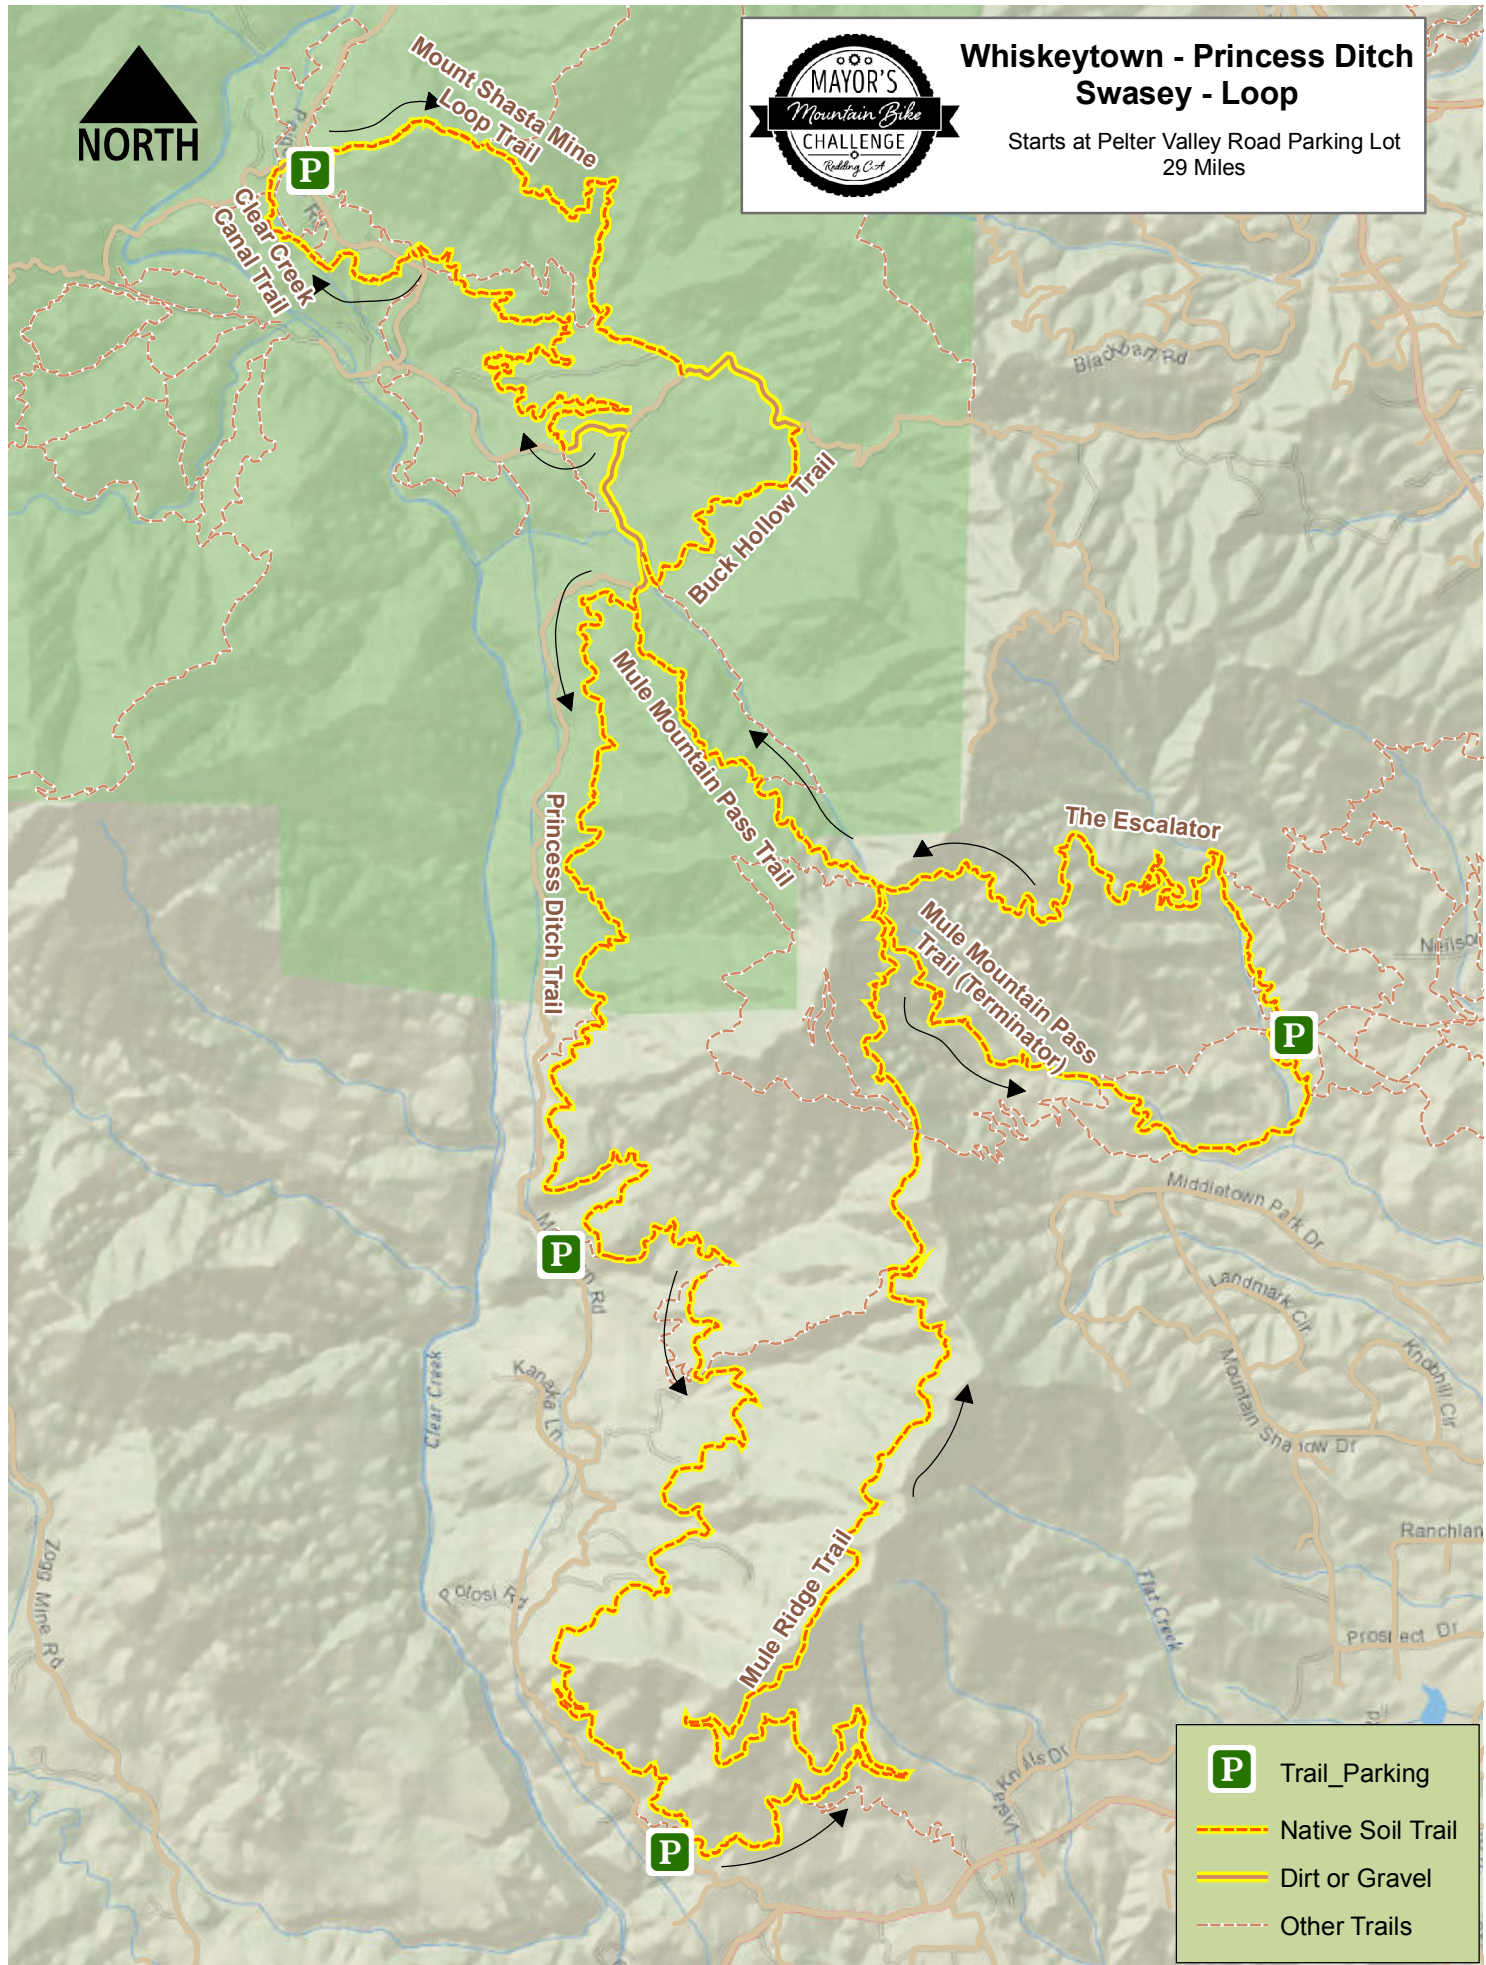 Whiskeytown - Princess Ditch
Swasey - Loop
Starts at Pelter Valley Road Parking Lot
29 Miles
MAYOR'S
Mountain Bike
CHALLENGE
Redding CA
NORTH
Mount Shasta Mine
Loop Trail
P
Clear Creek
Canal Trail
Blackbart Rd
Buck Hollow Trail
Mule Mountain Pass Trail
The Escalator
Princess Ditch Trail
Mule Mountain Pass
Trail (Terminator)
P
Middletown Park Dr
Landmark Cir
Knobhill Cir
Mountain Shadow Dr
P
Rd
Kanaka Ln
Clear Creek
Zogg Mine Rd
Ranchlan
Flat Creek
Prospect Dr
Potosi Rd
Mule Ridge Trail
P
P
Trail_Parking
Native Soil Trail
Dirt or Gravel
Other Trails